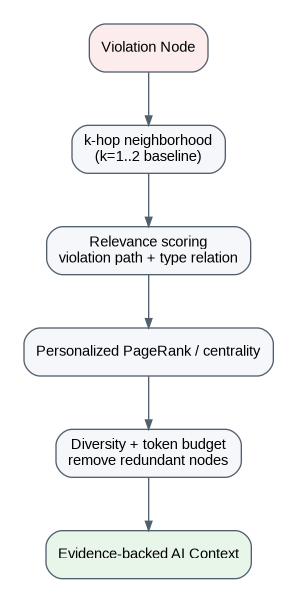 Violation Node
k-hop neighborhood
(k=1..2 baseline)
Relevance scoring
violation path + type relation
Personalized PageRank / centrality
Diversity + token budget
remove redundant nodes
Evidence-backed AI Context